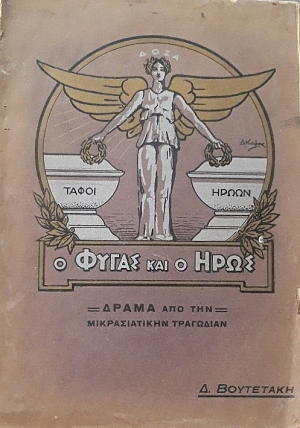 ΔΟΞΑ
ΤΑΦΟΙ ΗΡΩΩΝ
Ο ΦΥΓΑΣ ΚΑΙ Ο ΗΡΩΣ
ΔΡΑΜΑ ΑΠΟ ΤΗΝ
ΜΙΚΡΑΣΙΑΤΙΚΗΝ ΤΡΑΓΩΔΙΑΝ
Δ. ΒΟΥΤΕΤΑΚΗ